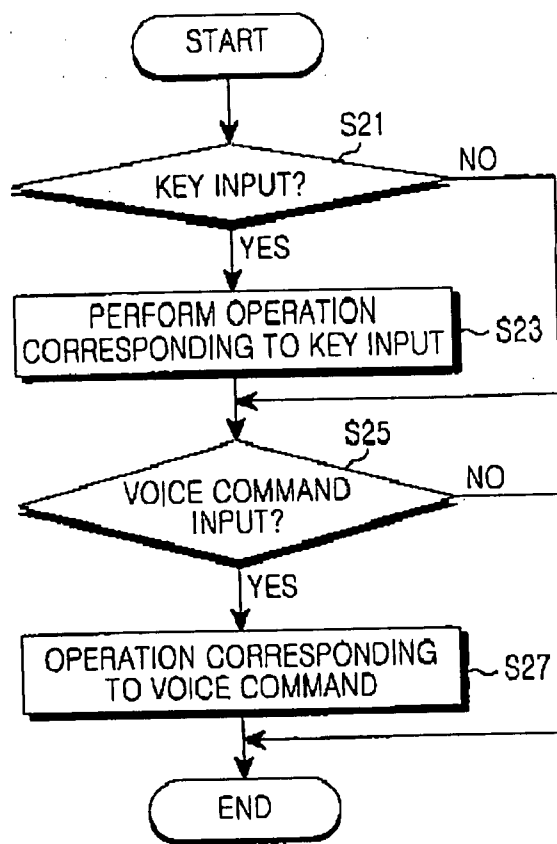 START
S21
KEY INPUT?
NO
YES
PERFORM OPERATION
CORRESPONDING TO KEY INPUT
S23
S25
VOICE COMMAND
INPUT?
NO
YES
OPERATION CORRESPONDING
TO VOICE COMMAND
S27
END